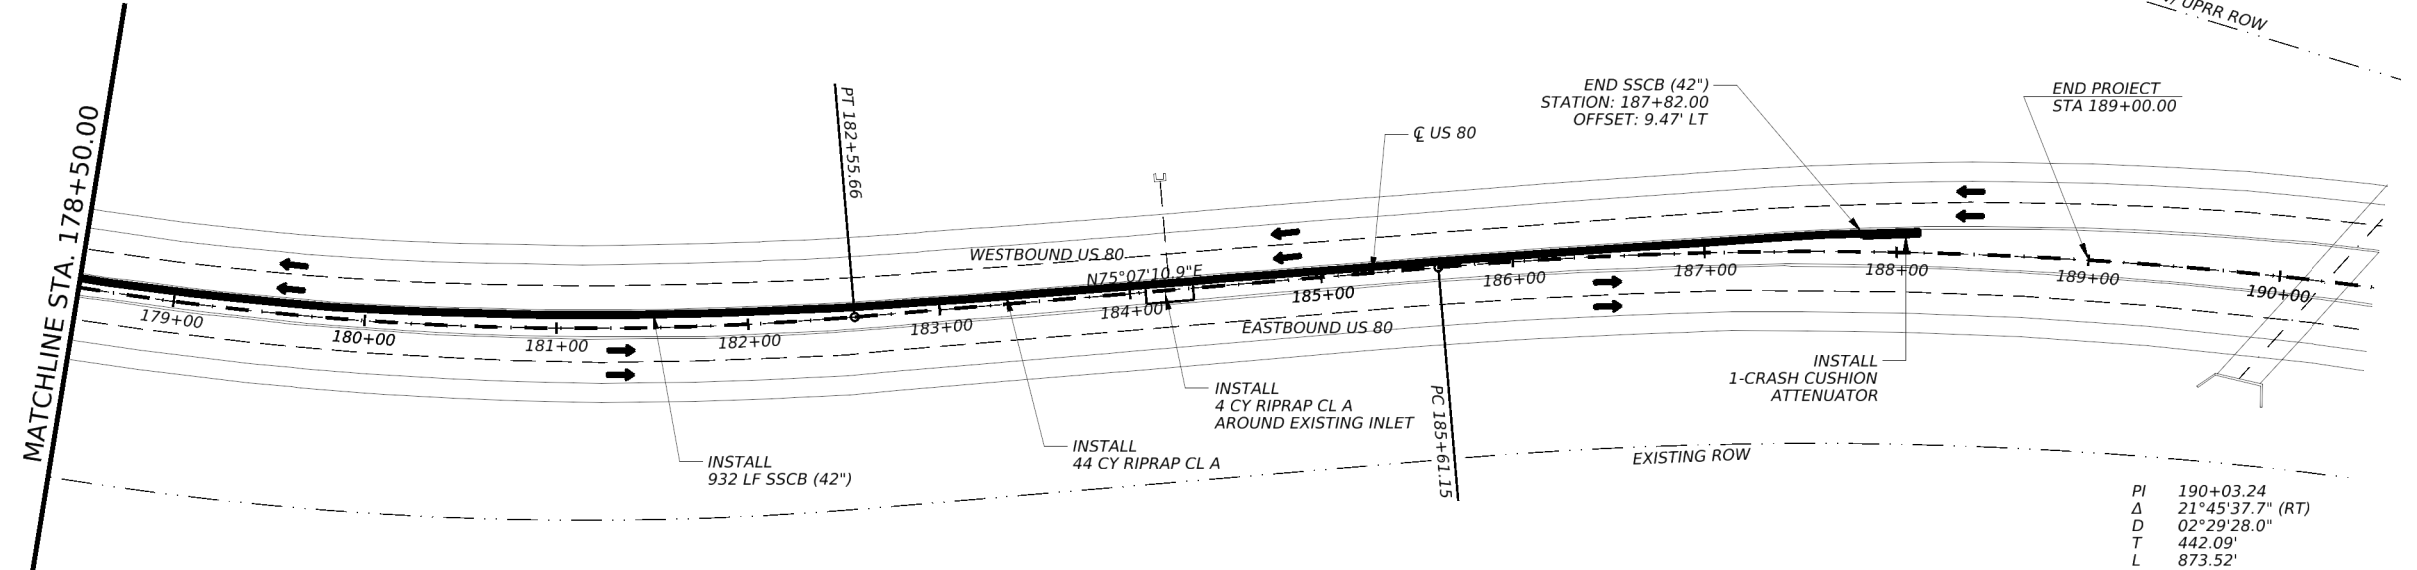 MATCHLINE STA. 178+50.00
PT 182+55.66
END SSCB (42")
STATION: 187+82.00
OFFSET: 9.47' LT
END PROJECT
STA 189+00.00
UPRR ROW
℄ US 80
WESTBOUND US 80
N75°07'10.9"E
EASTBOUND US 80
179+00
180+00
181+00
182+00
183+00
184+00
185+00
186+00
187+00
188+00
189+00
190+00
INSTALL
932 LF SSCB (42")
INSTALL
44 CY RIPRAP CL A
INSTALL
4 CY RIPRAP CL A
AROUND EXISTING INLET
PC 185+61.15
INSTALL
1-CRASH CUSHION
ATTENUATOR
EXISTING ROW
PI 190+03.24
Δ 21°45'37.7" (RT)
D 02°29'28.0"
T 442.09'
L 873.52'